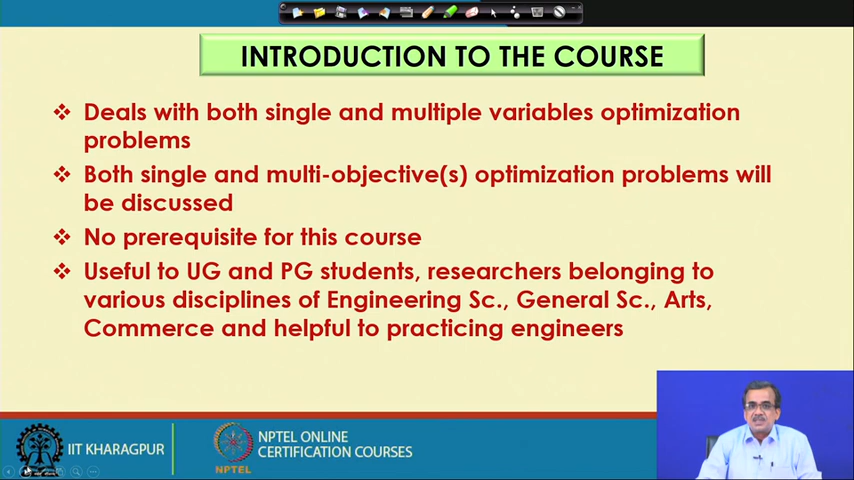 INTRODUCTION TO THE COURSE
Deals with both single and multiple variables optimization
problems
Both single and multi-objective(s) optimization problems will
be discussed
No prerequisite for this course
Useful to UG and PG students, researchers belonging to
various disciplines of Engineering Sc., General Sc., Arts,
Commerce and helpful to practicing engineers
IIT KHARAGPUR
NPTEL
NPTEL ONLINE
CERTIFICATION COURSES